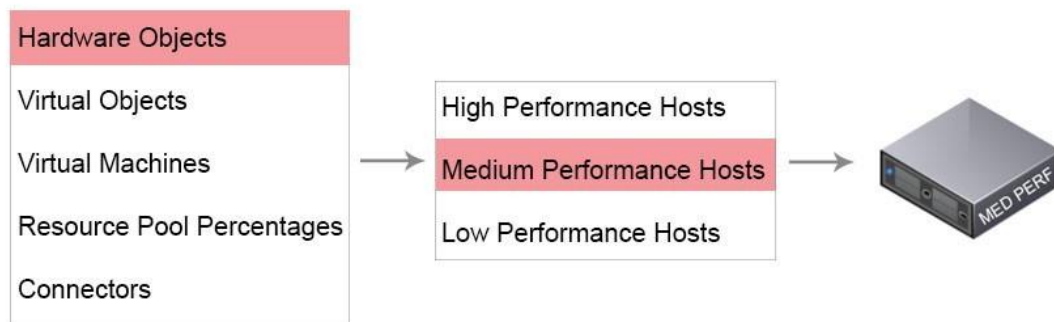 Hardware Objects
Virtual Objects
Virtual Machines
Resource Pool Percentages
Connectors
High Performance Hosts
Medium Performance Hosts
Low Performance Hosts
MED PERF